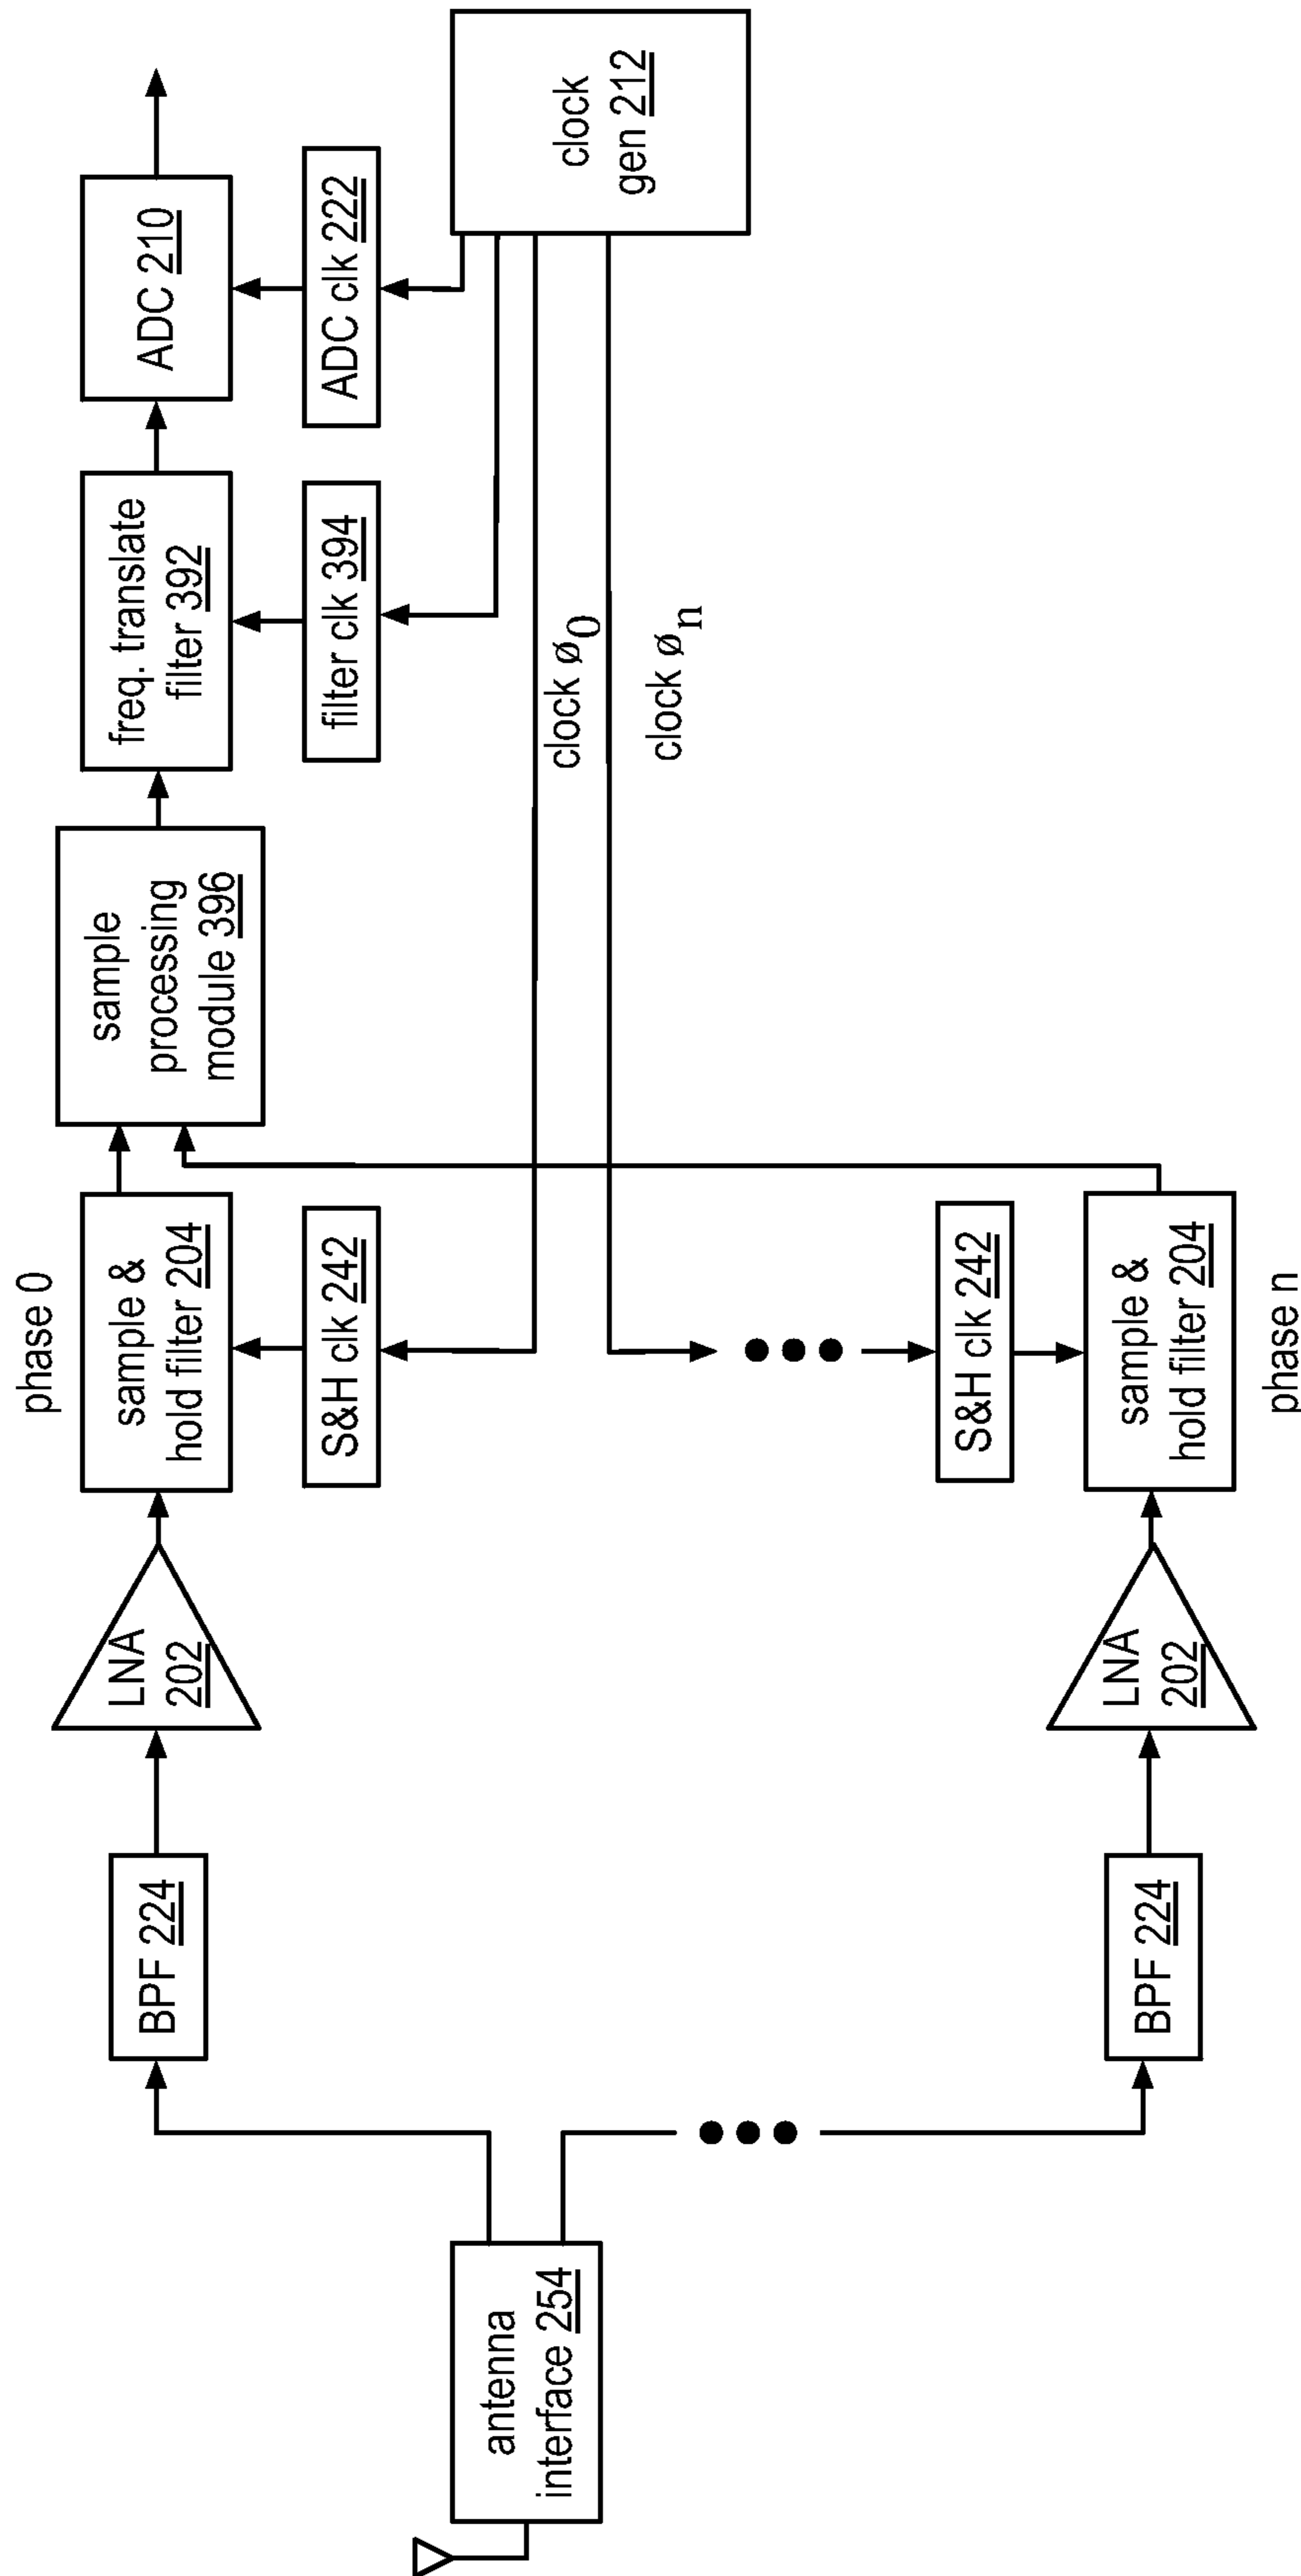 phase 0
antenna
interface 254
BPF 224
LNA
202
sample &
hold filter 204
S&H clk 242
sample
processing
module 396
freq. translate
filter 392
filter clk 394
ADC 210
ADC clk 222
clock
gen 212
clock ø0
clock øn
BPF 224
LNA
202
S&H clk 242
sample &
hold filter 204
phase n